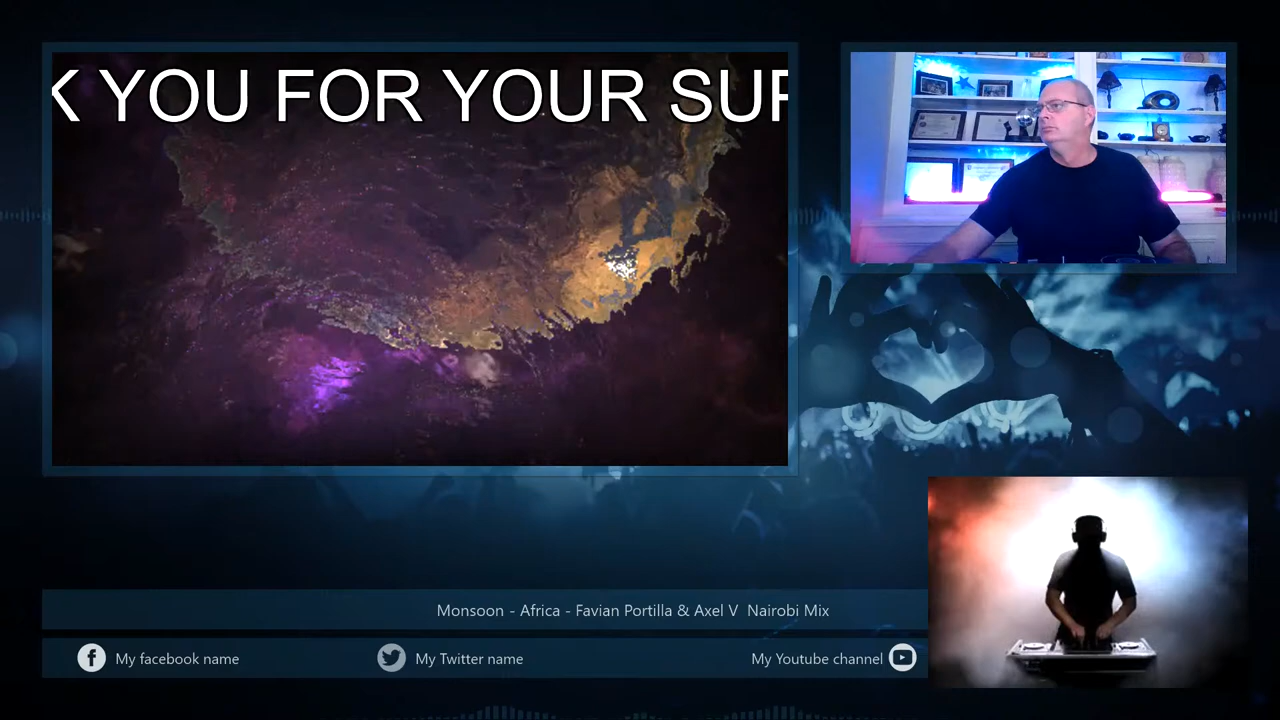 K YOU FOR YOUR SUP
Monsoon - Africa - Favian Portilla & Axel V  Nairobi Mix
My facebook name
My Twitter name
My Youtube channel